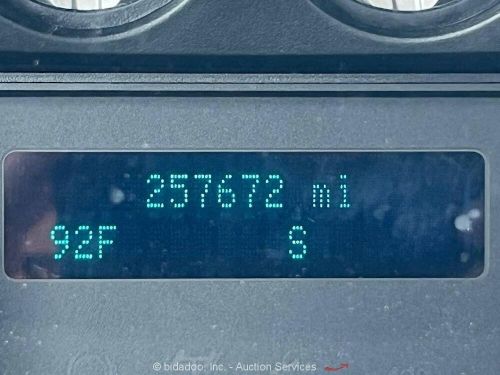 257672 mi
92F S
© bidadoo, Inc. - Auction Services